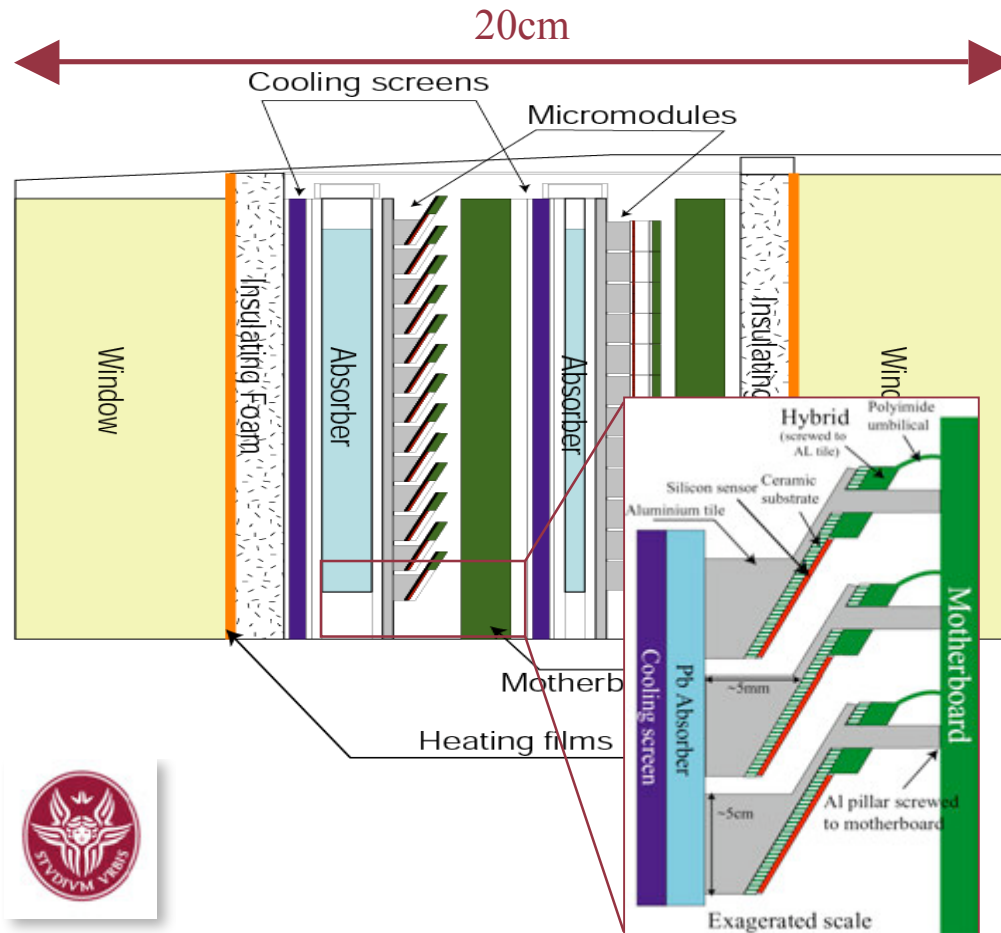 20cm
Cooling screens
Micromodules
Window
Insulating Foam
Absorber
Absorber
Insulating
Motherb
Heating films
Hybrid
(screwed to
AL tile)
Polyimide
umbilical
Silicon sensor
Ceramic
substrate
Aluminium tile
Cooling screen
Pb Absorber
Motherboard
~5mm
~5cm
Al pillar screwed
to motherboard
Exagerated scale
STVDIVM VRBIS